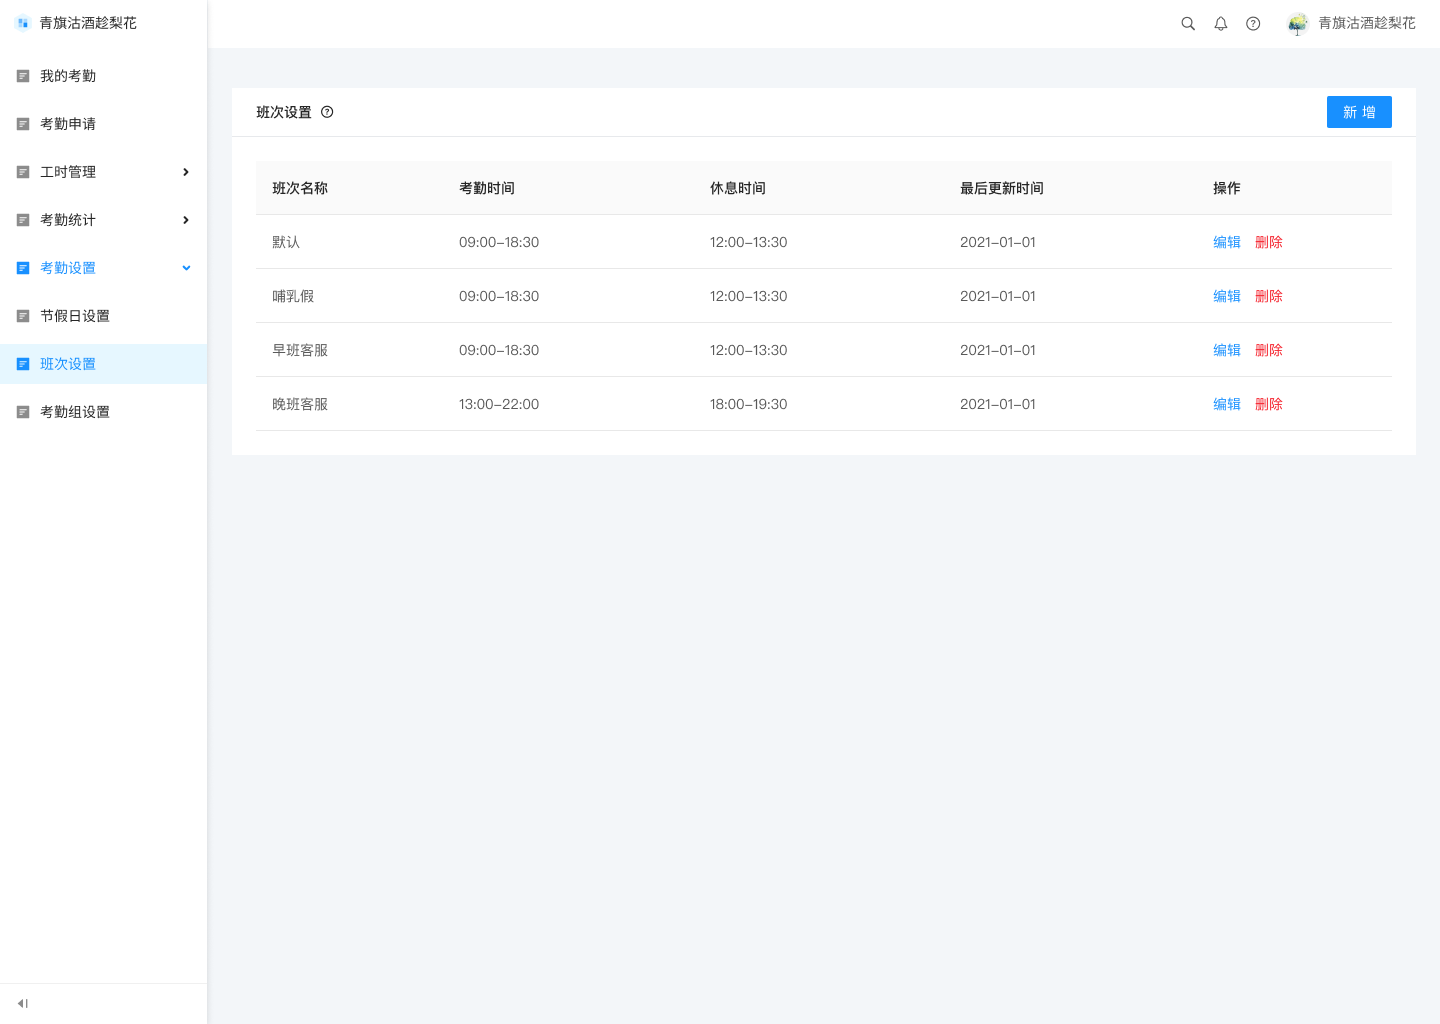 青旗沽酒趁梨花
青旗沽酒趁梨花
我的考勤
考勤申请
工时管理
考勤统计
考勤设置
节假日设置
班次设置
考勤组设置
班次设置
新 增
班次名称 考勤时间 休息时间 最后更新时间 操作
默认 09:00-18:30 12:00-13:30 2021-01-01 编辑 删除
哺乳假 09:00-18:30 12:00-13:30 2021-01-01 编辑 删除
早班客服 09:00-18:30 12:00-13:30 2021-01-01 编辑 删除
晚班客服 13:00-22:00 18:00-19:30 2021-01-01 编辑 删除